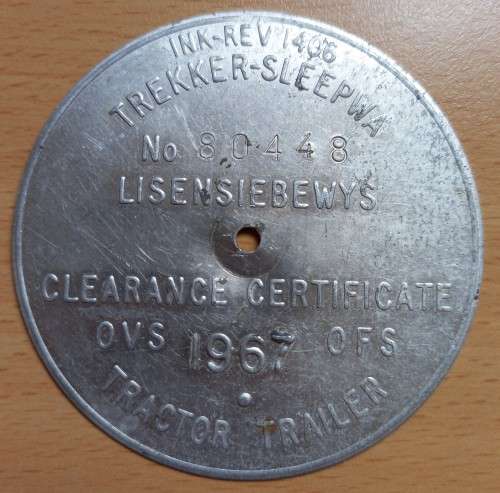 INK-REV 1406
TREKKER-SLEEPWA
No 80448
LISENSIEBEWYS
CLEARANCE CERTIFICATE
OVS 1967 OFS
TRACTOR TRAILER